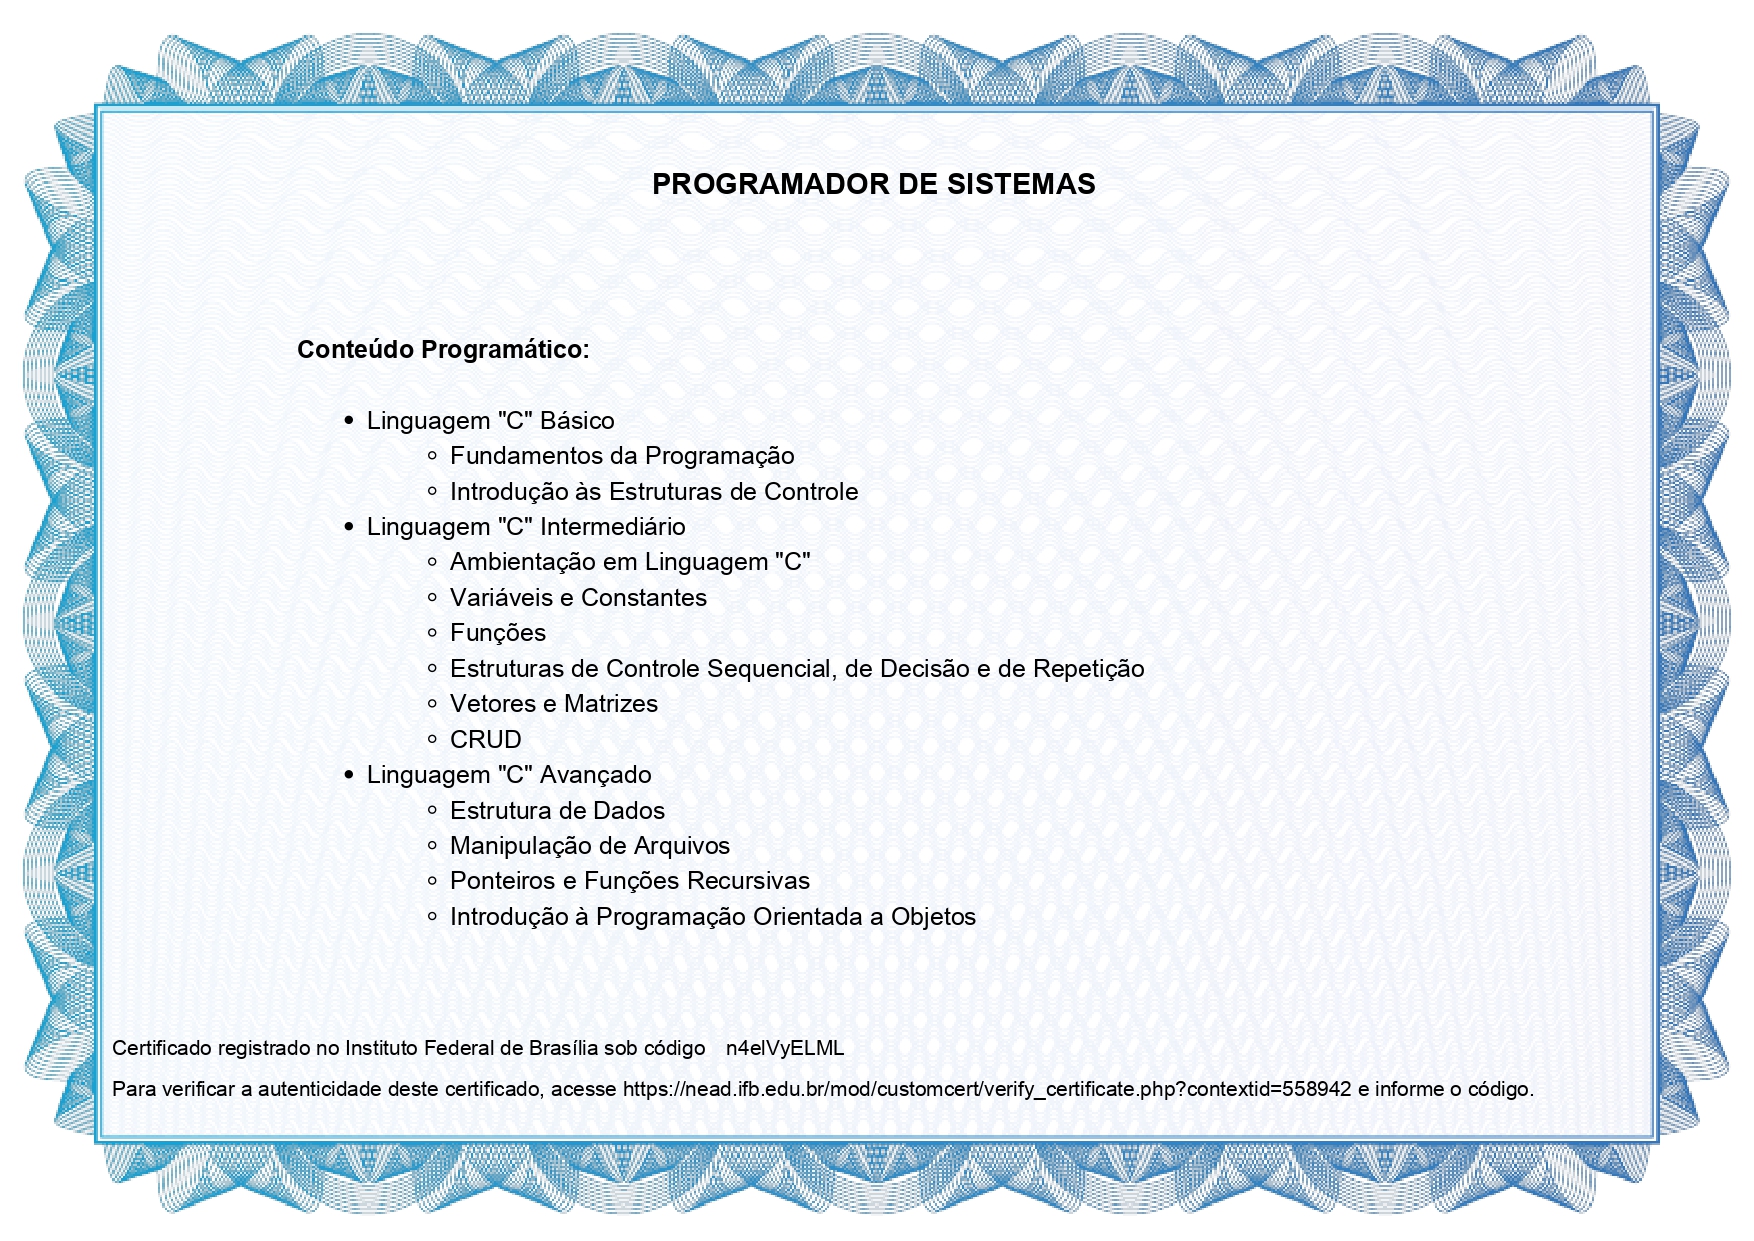 PROGRAMADOR DE SISTEMAS
Conteúdo Programático:
• Linguagem "C" Básico
◦ Fundamentos da Programação
◦ Introdução às Estruturas de Controle
• Linguagem "C" Intermediário
◦ Ambientação em Linguagem "C"
◦ Variáveis e Constantes
◦ Funções
◦ Estruturas de Controle Sequencial, de Decisão e de Repetição
◦ Vetores e Matrizes
◦ CRUD
• Linguagem "C" Avançado
◦ Estrutura de Dados
◦ Manipulação de Arquivos
◦ Ponteiros e Funções Recursivas
◦ Introdução à Programação Orientada a Objetos
Certificado registrado no Instituto Federal de Brasília sob código n4elVyELML
Para verificar a autenticidade deste certificado, acesse https://nead.ifb.edu.br/mod/customcert/verify_certificate.php?contextid=558942 e informe o código.